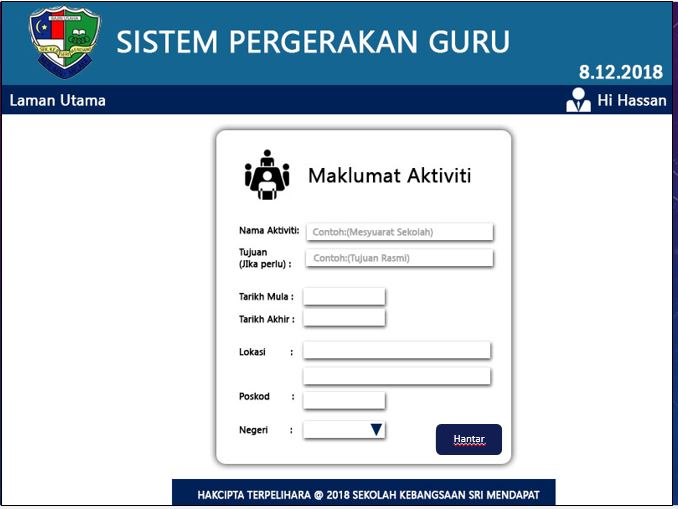 SISTEM PERGERAKAN GURU
8.12.2018
Laman Utama
Hi Hassan
Maklumat Aktiviti
Nama Aktiviti: Contoh:(Mesyuarat Sekolah)
Tujuan
(JIka perlu) : Contoh:(Tujuan Rasmi)
Tarikh Mula :
Tarikh Akhir :
Lokasi :
Poskod :
Negeri :
Hantar
HAKCIPTA TERPELIHARA @ 2018 SEKOLAH KEBANGSAAN SRI MENDAPAT